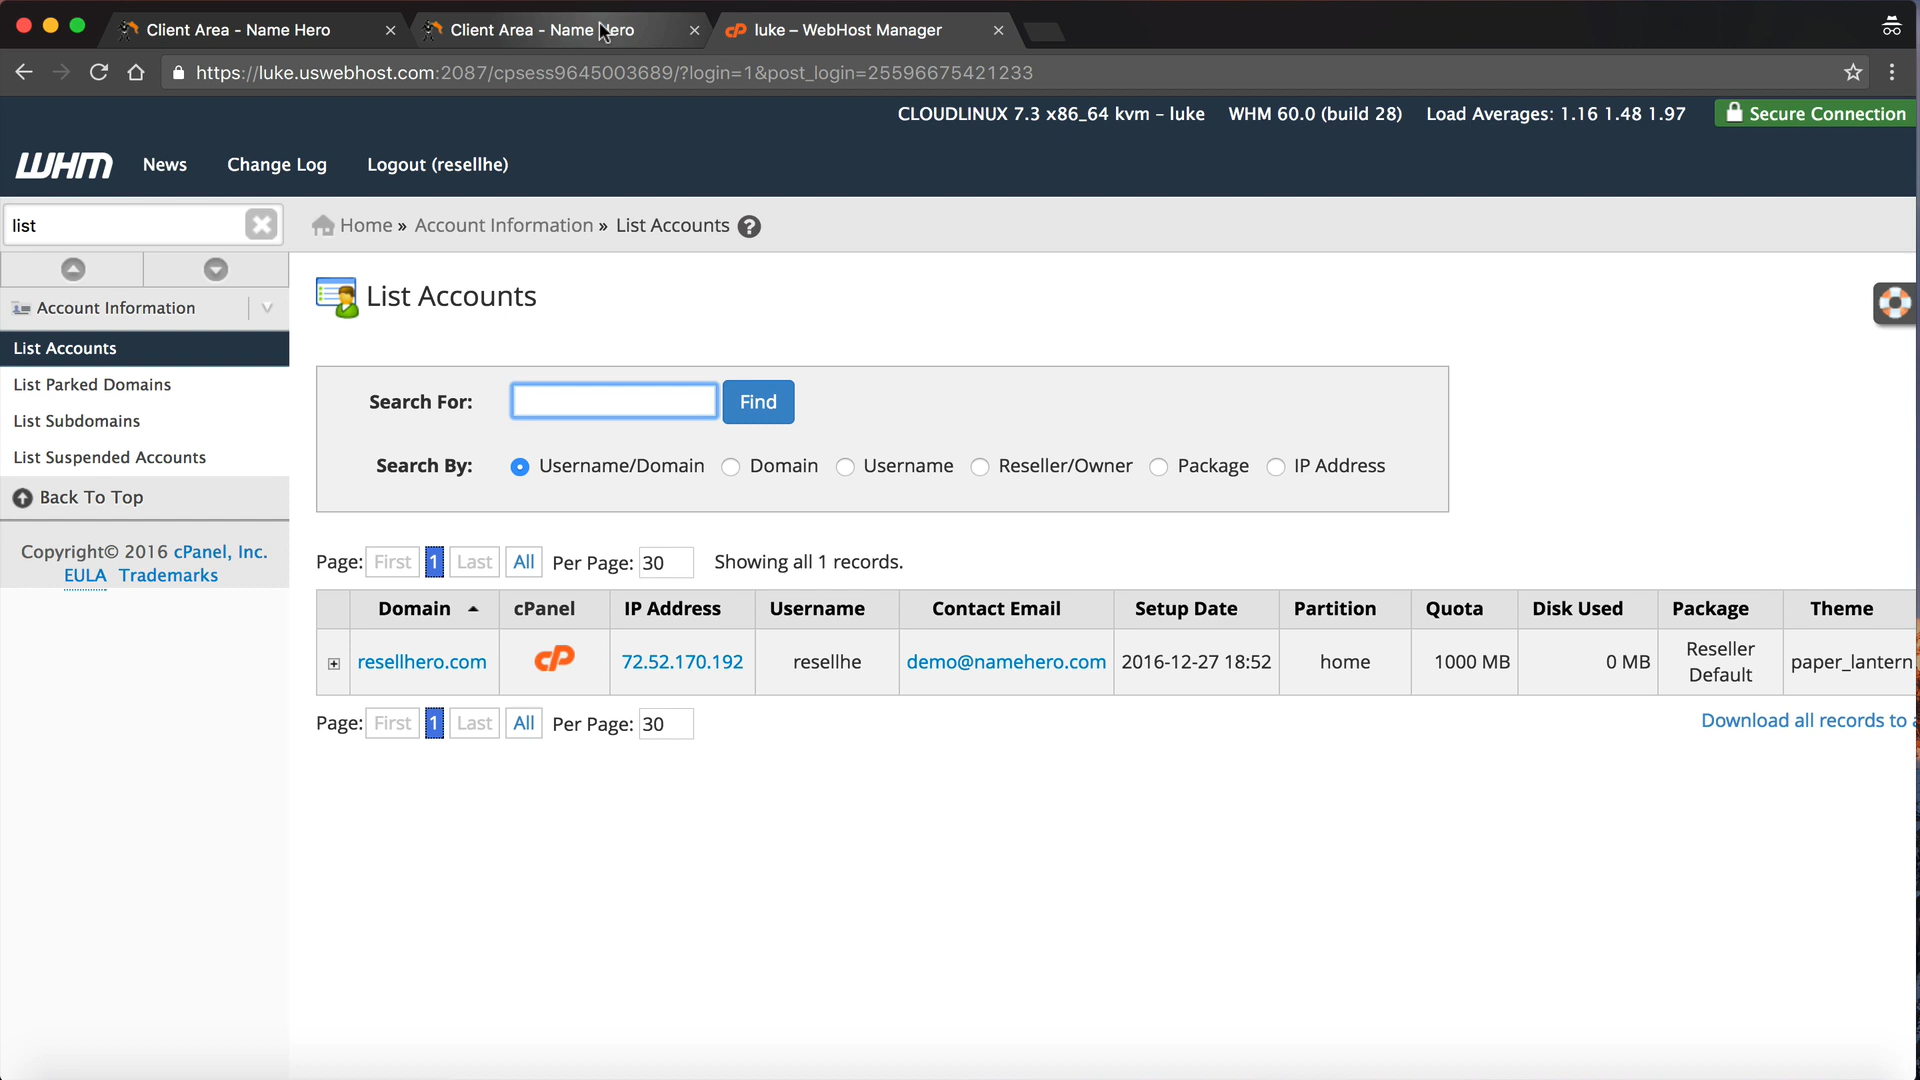 Client Area - Name Hero
Client Area - Name Hero
luke – WebHost Manager
https://luke.uswebhost.com:2087/cpsess9645003689/?login=1&post_login=25596675421233
CLOUDLINUX 7.3 x86_64 kvm – luke WHM 60.0 (build 28) Load Averages: 1.16 1.48 1.97 Secure Connection
WHM News Change Log Logout (resellhe)
list
Home » Account Information » List Accounts ?
Account Information
List Accounts
List Parked Domains
List Subdomains
List Suspended Accounts
Back To Top
Copyright© 2016 cPanel, Inc.
EULA Trademarks
List Accounts
Search For: Find
Search By: Username/Domain Domain Username Reseller/Owner Package IP Address
Page: First 1 Last All Per Page: 30 Showing all 1 records.
Domain cPanel IP Address Username Contact Email Setup Date Partition Quota Disk Used Package Theme
resellhero.com cP 72.52.170.192 resellhe demo@namehero.com 2016-12-27 18:52 home 1000 MB 0 MB Reseller Default paper_lantern
Page: First 1 Last All Per Page: 30
Download all records to